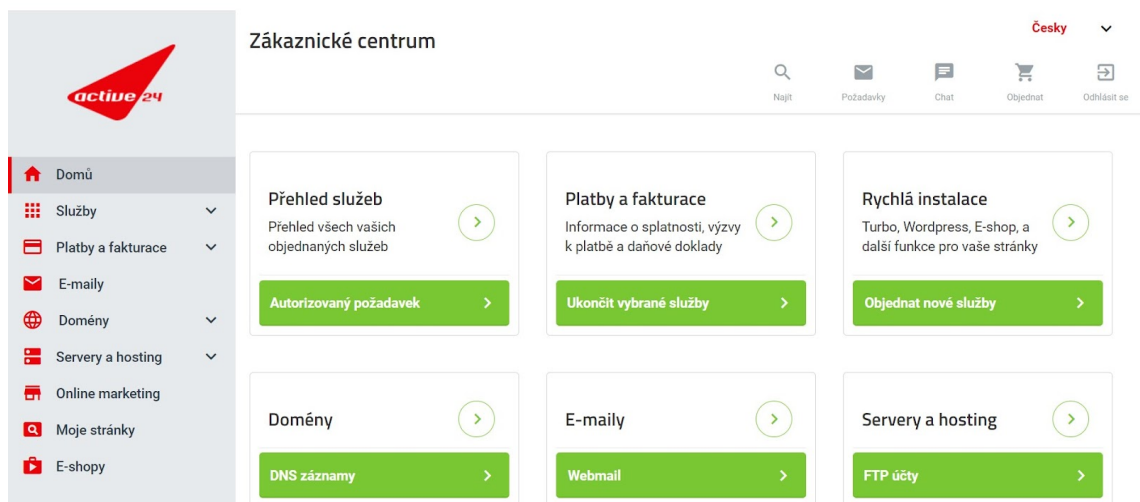 active 24
Zákaznické centrum
Česky
Najít
Požadavky
Chat
Objednat
Odhlásit se
Domů
Služby
Platby a fakturace
E-maily
Domény
Servery a hosting
Online marketing
Moje stránky
E-shopy
Přehled služeb
Přehled všech vašich
objednaných služeb
Autorizovaný požadavek
Platby a fakturace
Informace o splatnosti, výzvy
k platbě a daňové doklady
Ukončit vybrané služby
Rychlá instalace
Turbo, Wordpress, E-shop, a
další funkce pro vaše stránky
Objednat nové služby
Domény
DNS záznamy
E-maily
Webmail
Servery a hosting
FTP účty